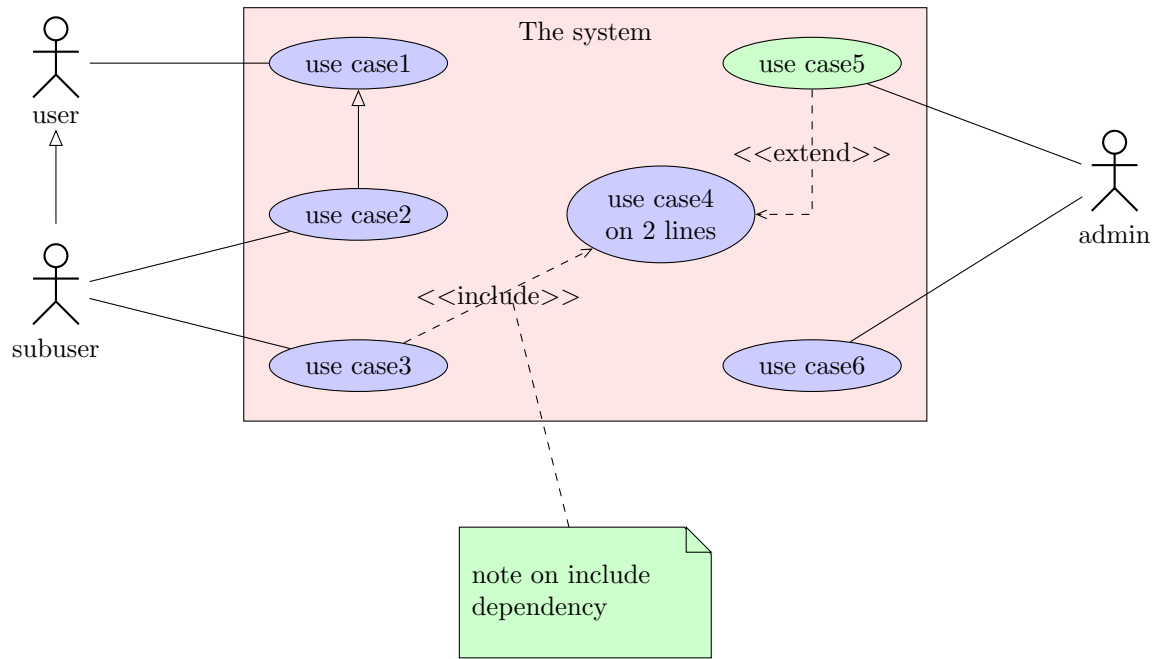 The system
user
use case1
use case5
<<extend>>
use case2
use case4
on 2 lines
admin
<<include>>
subuser
use case3
use case6
note on include
dependency